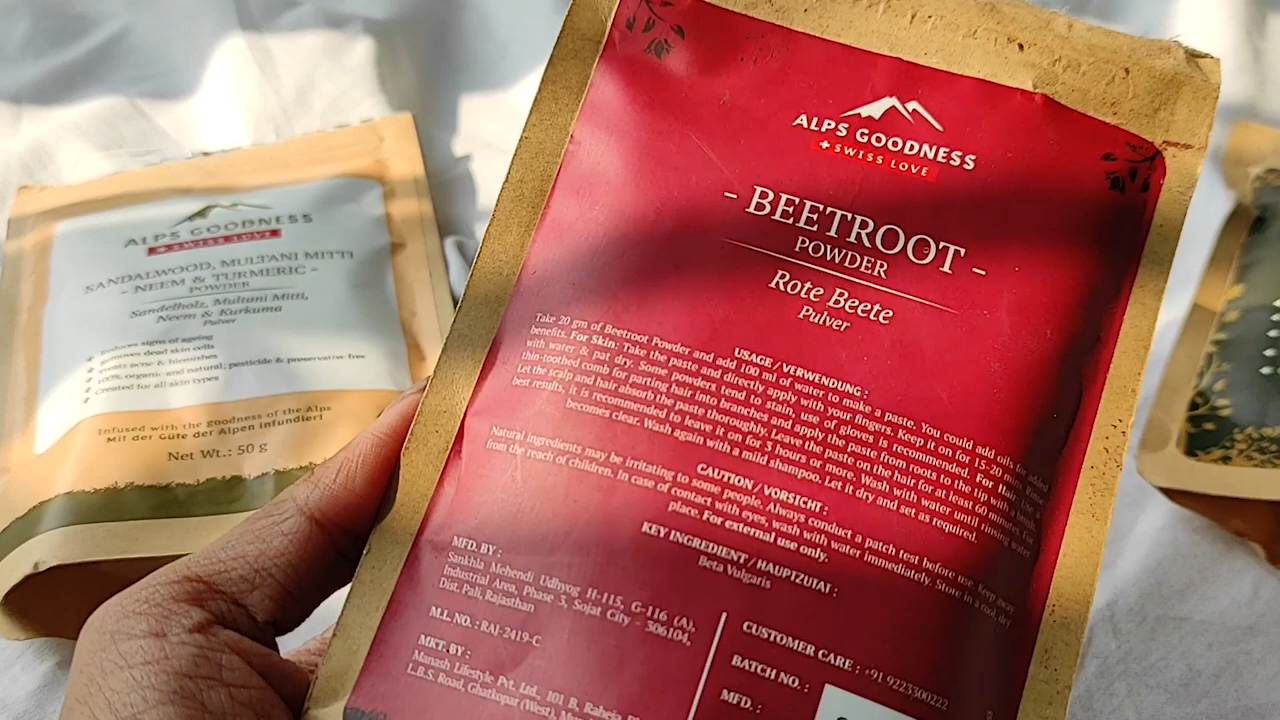 ALPS GOODNESS
+ SWISS LOVE
SANDALWOOD, MULTANI MITTI
- NEEM & TURMERIC -
POWDER
Sandelholz, Multani Mitti,
Neem & Kurkuma
Pulver
Reduces signs of ageing
Removes dead skin cells
Treats acne & blemishes
100% organic and natural; pesticide & preservative free
Created for all skin types
Infused with the goodness of the Alps
Mit der Güte der Alpen infundiert
Net Wt.: 50 g
ALPS GOODNESS
+ SWISS LOVE
- BEETROOT -
POWDER
Rote Beete
Pulver
USAGE / VERWENDUNG :
Take 20 gm of Beetroot Powder and add 100 ml of water to make a paste. You could add oils for added
benefits. For Skin: Take the paste and directly apply with your fingers. Keep it on for 15-20 mins. Rinse
with water & pat dry. Some powders tend to stain, use of gloves is recommended. For Hair: Use a
thin-toothed comb for parting hair into branches and apply the paste from roots to the tip with a brush.
Let the scalp and hair absorb the paste thoroughly. Leave the paste on the hair for at least 60 minutes. For
best results, it is recommended to leave it on for 3 hours or more. Wash with water until rinsing water
becomes clear. Wash again with a mild shampoo. Let it dry and set as required.
CAUTION / VORSICHT :
Natural ingredients may be irritating to some people. Always conduct a patch test before use. Keep away
from the reach of children. In case of contact with eyes, wash with water immediately. Store in a cool, dry
place. For external use only.
KEY INGREDIENT / HAUPTZUTAT :
Beta Vulgaris
MFD. BY :
Sankhla Mehendi Udhyog H-115, G-116 (A),
Industrial Area, Phase 3, Sojat City - 306104,
Dist. Pali, Rajasthan
M.L. NO. : RAJ-2419-C
MKT. BY :
Manash Lifestyle Pvt. Ltd., 101 B, Raheja
L.B.S. Road, Ghatkopar (West),
CUSTOMER CARE : +91 9223300222
BATCH NO. :
MFD. :